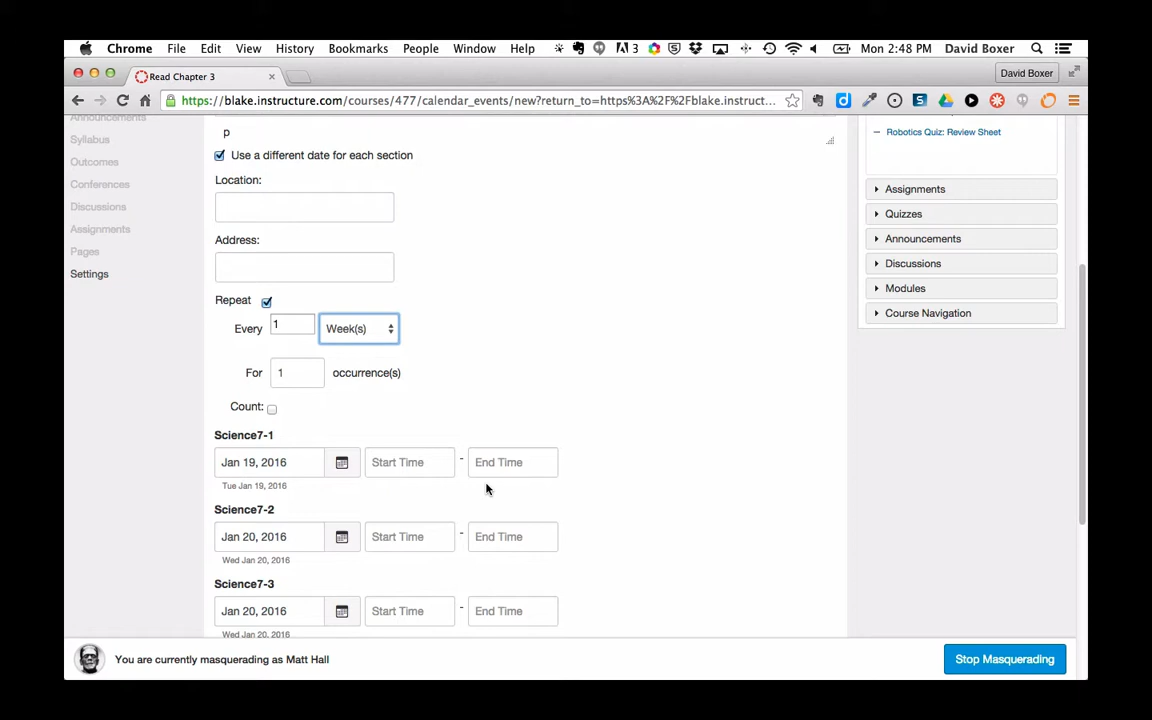 Chrome File Edit View History Bookmarks People Window Help 3 Mon 2:48 PM David Boxer
Read Chapter 3 × David Boxer
https://blake.instructure.com/courses/477/calendar_events/new?return_to=https%3A%2F%2Fblake.instruct...
Announcements
p
Robotics Quiz: Review Sheet
Syllabus
Use a different date for each section
Outcomes
Location:
Conferences
Assignments
Discussions
Quizzes
Assignments
Address:
Announcements
Pages
Discussions
Settings
Modules
Repeat
Course Navigation
Every 1 Week(s)
For 1 occurrence(s)
Count:
Science7-1
Jan 19, 2016 Start Time - End Time
Tue Jan 19, 2016
Science7-2
Jan 20, 2016 Start Time - End Time
Wed Jan 20, 2016
Science7-3
Jan 20, 2016 Start Time - End Time
Wed Jan 20, 2016
You are currently masquerading as Matt Hall Stop Masquerading